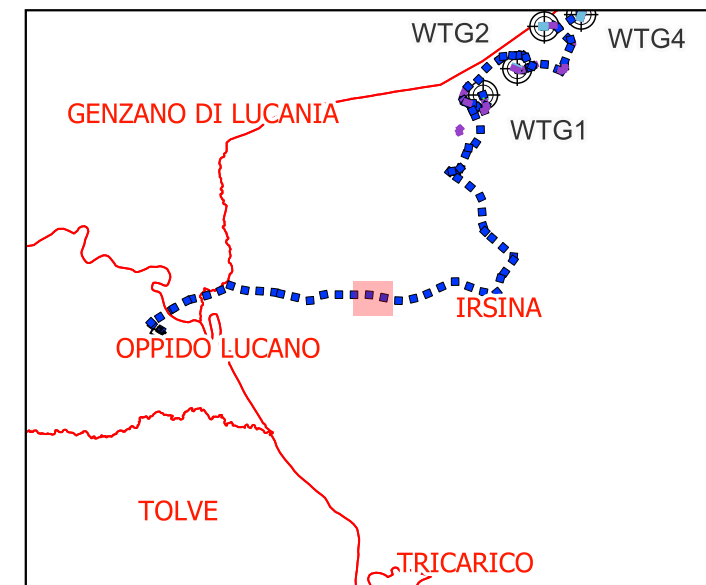 WTG2
WTG4
GENZANO DI LUCANIA
WTG1
IRSINA
OPPIDO LUCANO
TOLVE
TRICARICO